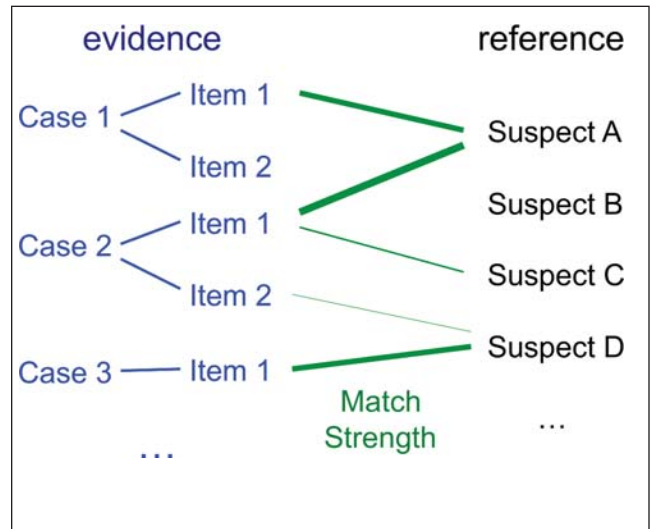 evidence
reference
Case 1
Item 1
Item 2
Suspect A
Suspect B
Case 2
Item 1
Item 2
Suspect C
Suspect D
Case 3
Item 1
Match
Strength
...
...